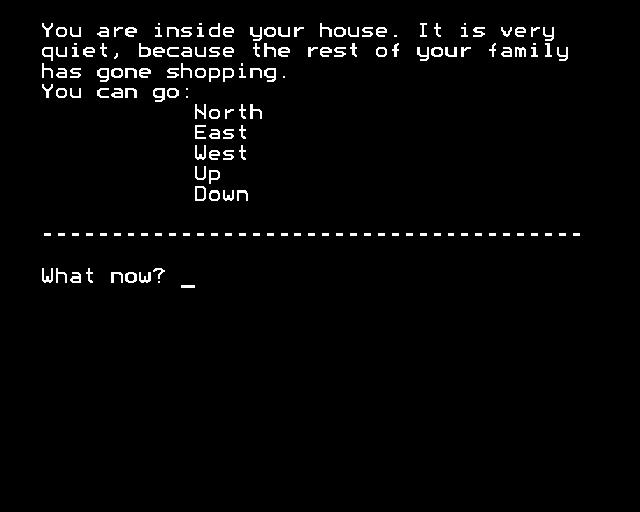 You are inside your house. It is very
quiet, because the rest of your family
has gone shopping.
You can go:
North
East
West
Up
Down
---------------------------------------
What now? _